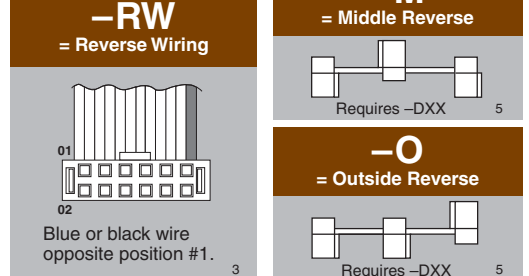 –RW
= Reverse Wiring
01
02
Blue or black wire
opposite position #1.
3
= Middle Reverse
Requires –DXX
5
–O
= Outside Reverse
Requires –DXX
5